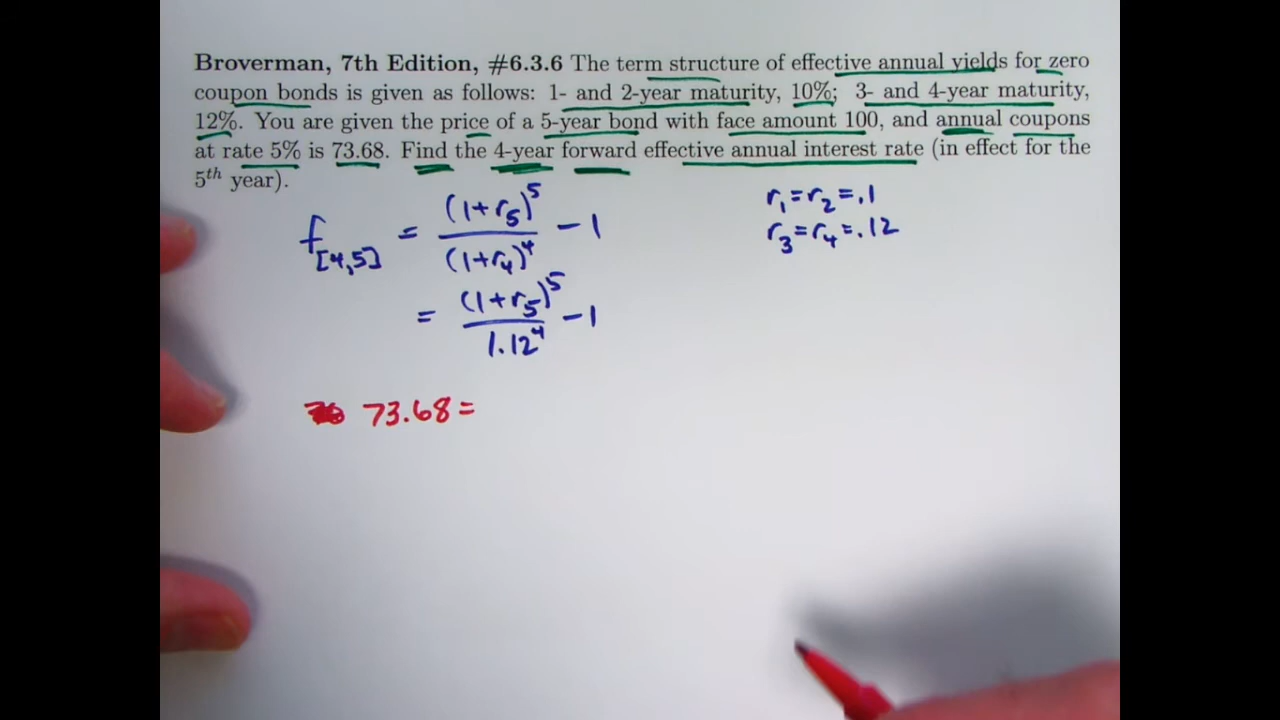 Broverman, 7th Edition, #6.3.6 The term structure of effective annual yields for zero
coupon bonds is given as follows: 1- and 2-year maturity, 10%; 3- and 4-year maturity,
12%. You are given the price of a 5-year bond with face amount 100, and annual coupons
at rate 5% is 73.68. Find the 4-year forward effective annual interest rate (in effect for the
5th year).
f[4,5] = (1+r5)^5 / (1+r4)^4 − 1
= (1+r5)^5 / 1.12^4 − 1
r1=r2=.1
r3=r4=.12
73.68=